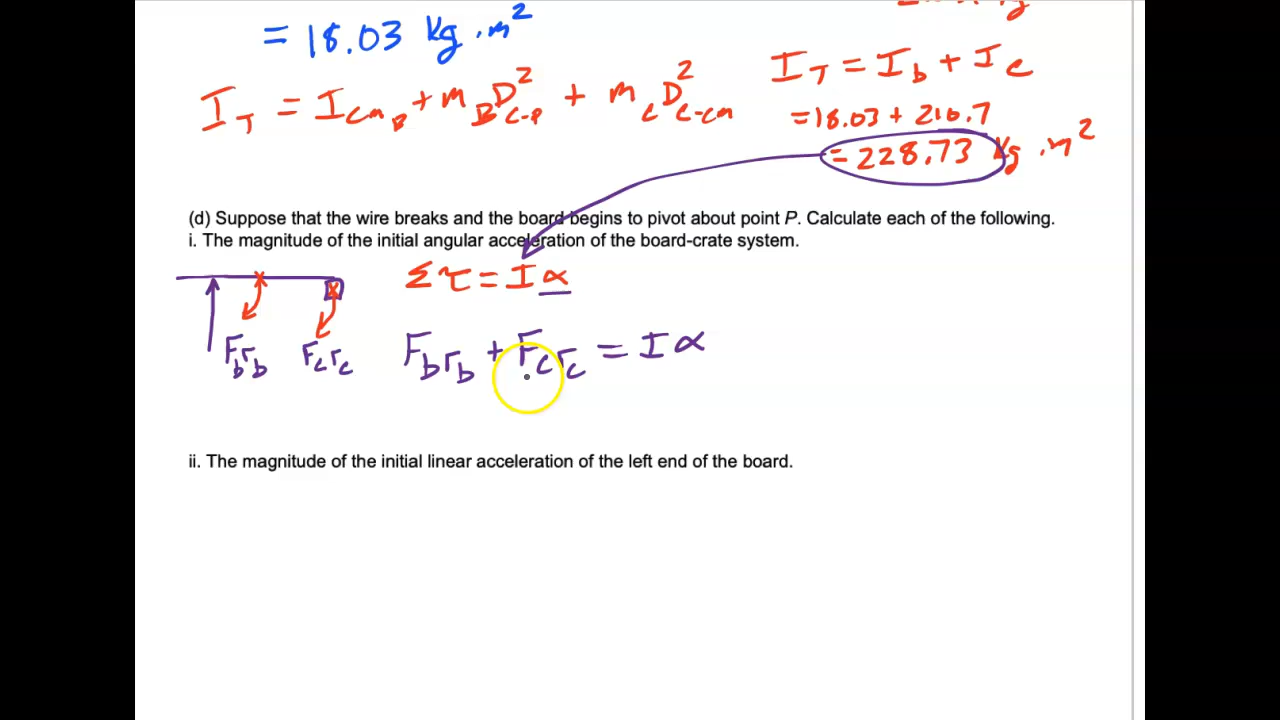 = 18.03 kg·m²
I_T = I_b + I_c
I_T = I_cm_B + m_B D²_C-P + m_C D²_C-cm
= 18.03 + 210.7
= 228.73 kg·m²
(d) Suppose that the wire breaks and the board begins to pivot about point P. Calculate each of the following.
i. The magnitude of the initial angular acceleration of the board-crate system.
Στ = Iα
F_b r_b F_c r_c
F_b r_b + F_c r_c = Iα
ii. The magnitude of the initial linear acceleration of the left end of the board.